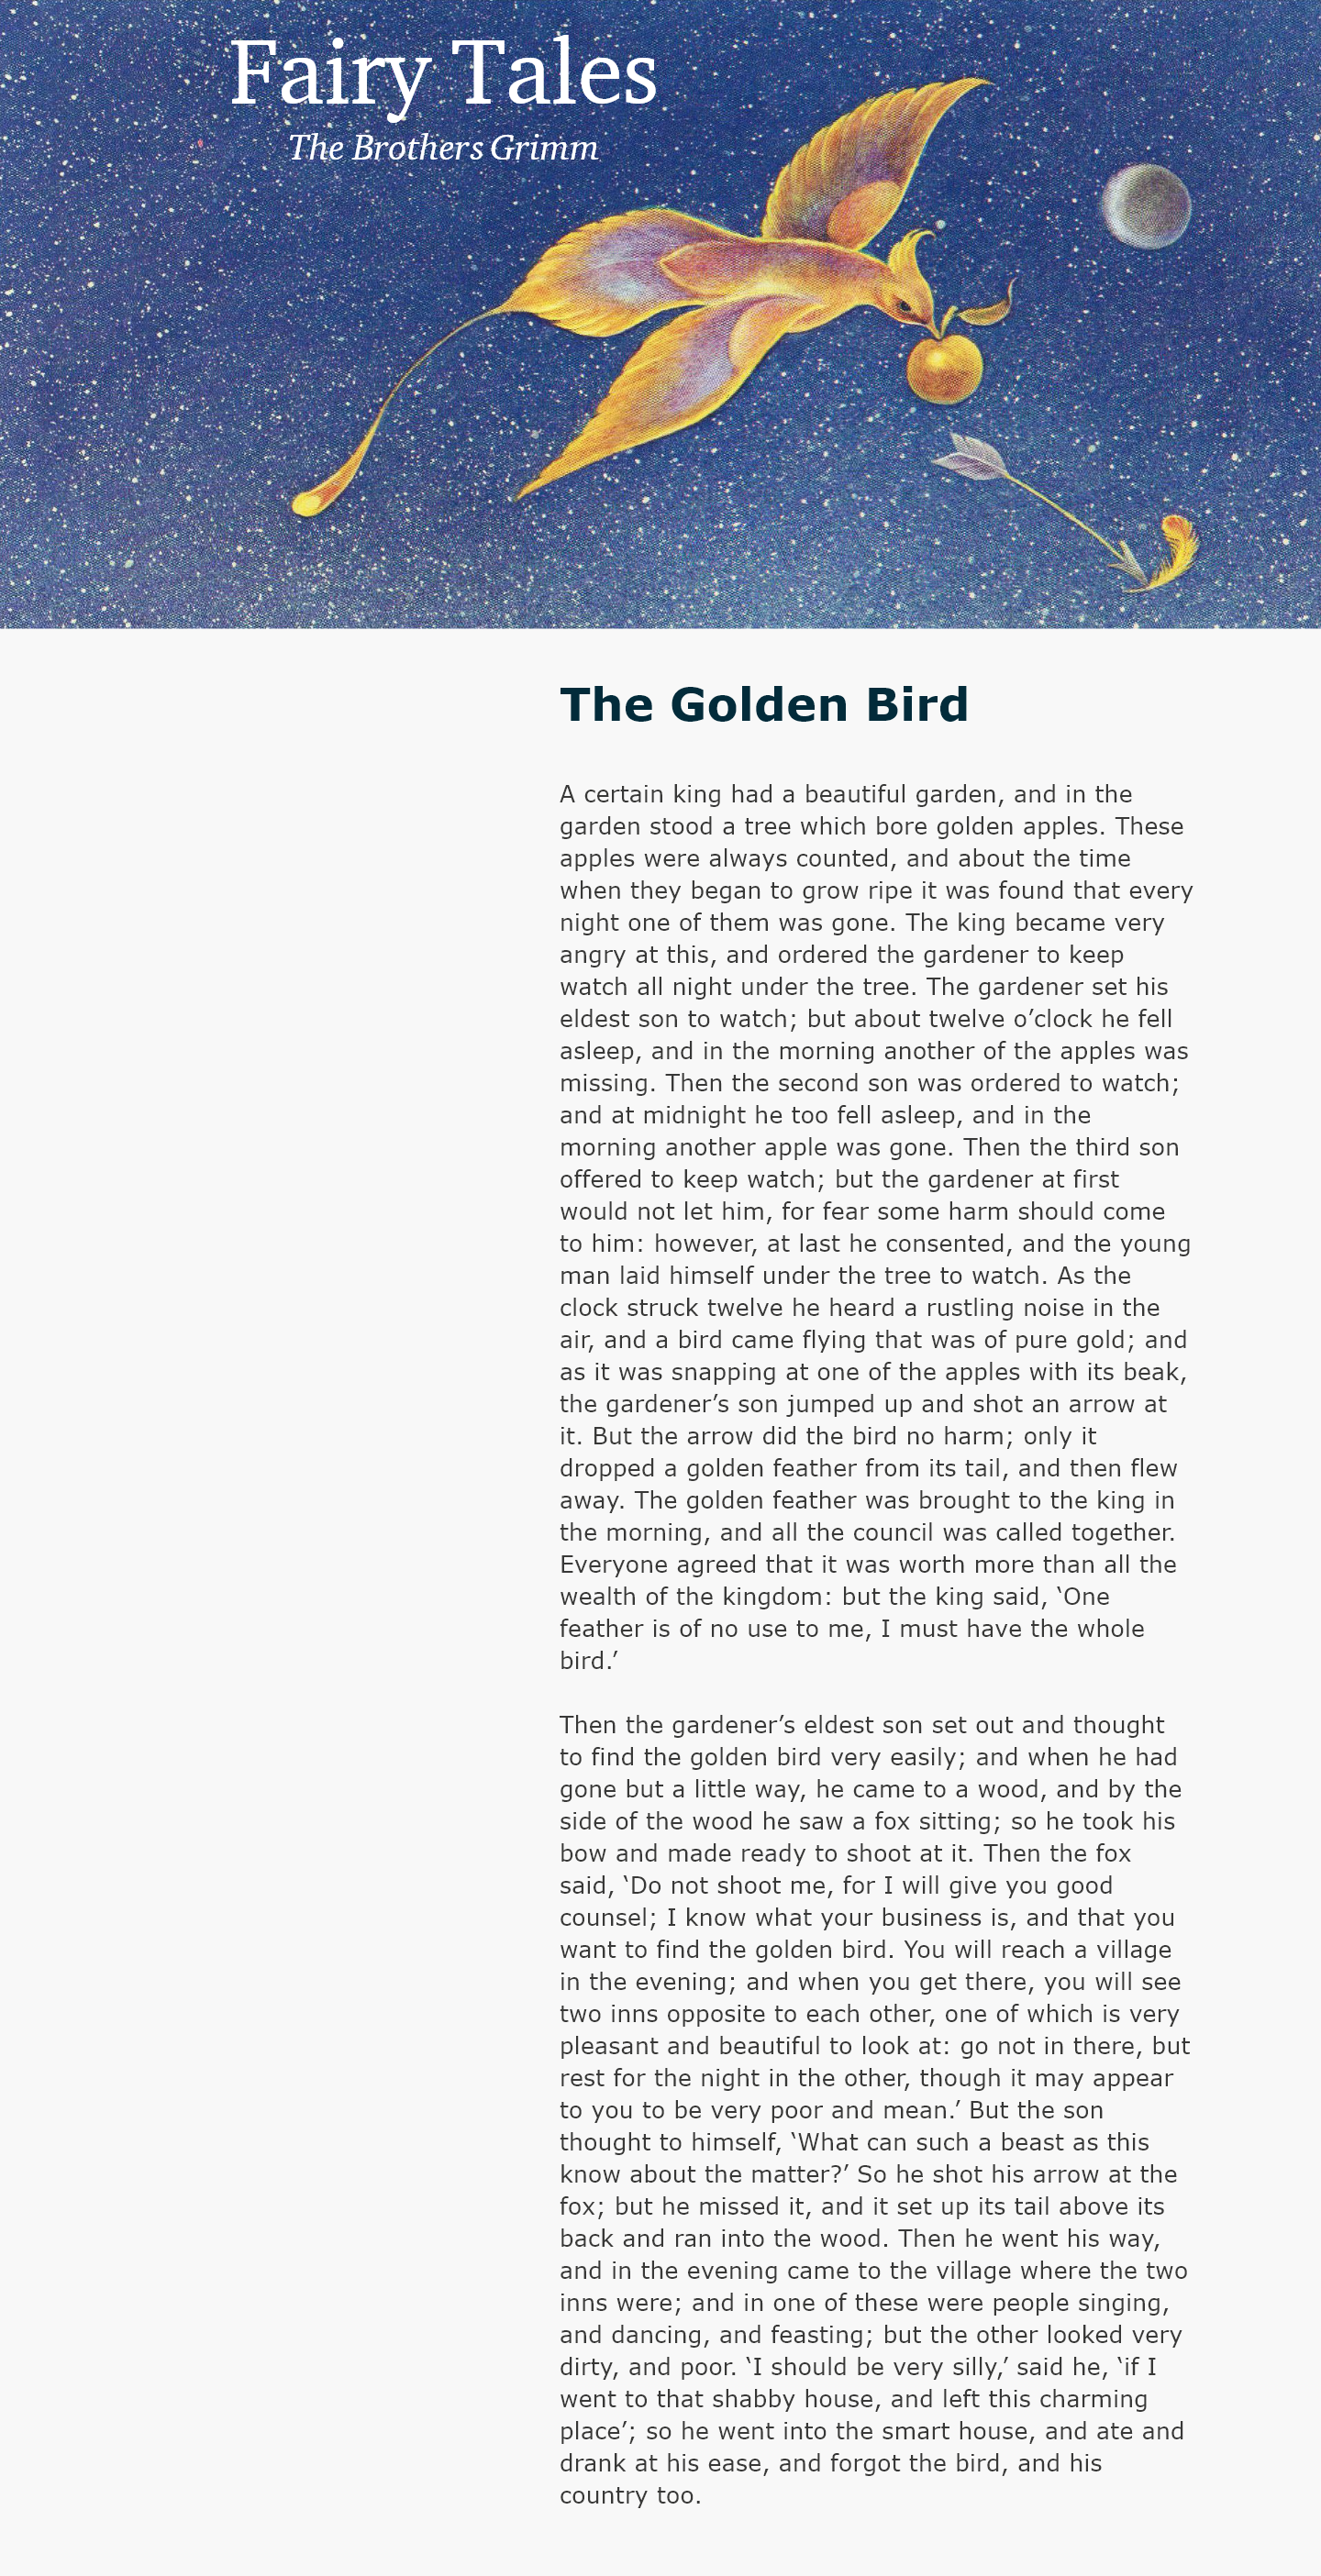 Fairy Tales
The Brothers Grimm
The Golden Bird
A certain king had a beautiful garden, and in the
garden stood a tree which bore golden apples. These
apples were always counted, and about the time
when they began to grow ripe it was found that every
night one of them was gone. The king became very
angry at this, and ordered the gardener to keep
watch all night under the tree. The gardener set his
eldest son to watch; but about twelve o’clock he fell
asleep, and in the morning another of the apples was
missing. Then the second son was ordered to watch;
and at midnight he too fell asleep, and in the
morning another apple was gone. Then the third son
offered to keep watch; but the gardener at first
would not let him, for fear some harm should come
to him: however, at last he consented, and the young
man laid himself under the tree to watch. As the
clock struck twelve he heard a rustling noise in the
air, and a bird came flying that was of pure gold; and
as it was snapping at one of the apples with its beak,
the gardener’s son jumped up and shot an arrow at
it. But the arrow did the bird no harm; only it
dropped a golden feather from its tail, and then flew
away. The golden feather was brought to the king in
the morning, and all the council was called together.
Everyone agreed that it was worth more than all the
wealth of the kingdom: but the king said, ‘One
feather is of no use to me, I must have the whole
bird.’
Then the gardener’s eldest son set out and thought
to find the golden bird very easily; and when he had
gone but a little way, he came to a wood, and by the
side of the wood he saw a fox sitting; so he took his
bow and made ready to shoot at it. Then the fox
said, ‘Do not shoot me, for I will give you good
counsel; I know what your business is, and that you
want to find the golden bird. You will reach a village
in the evening; and when you get there, you will see
two inns opposite to each other, one of which is very
pleasant and beautiful to look at: go not in there, but
rest for the night in the other, though it may appear
to you to be very poor and mean.’ But the son
thought to himself, ‘What can such a beast as this
know about the matter?’ So he shot his arrow at the
fox; but he missed it, and it set up its tail above its
back and ran into the wood. Then he went his way,
and in the evening came to the village where the two
inns were; and in one of these were people singing,
and dancing, and feasting; but the other looked very
dirty, and poor. ‘I should be very silly,’ said he, ‘if I
went to that shabby house, and left this charming
place’; so he went into the smart house, and ate and
drank at his ease, and forgot the bird, and his
country too.